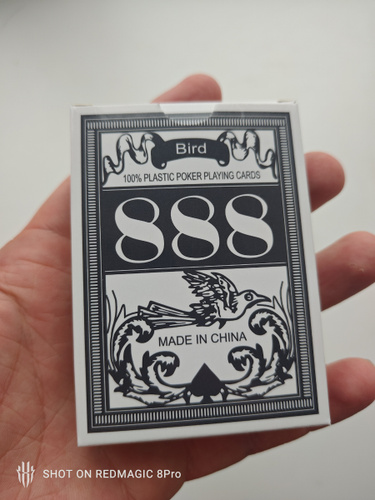 Bird
100% PLASTIC POKER PLAYING CARDS
888
MADE IN CHINA
SHOT ON REDMAGIC 8Pro